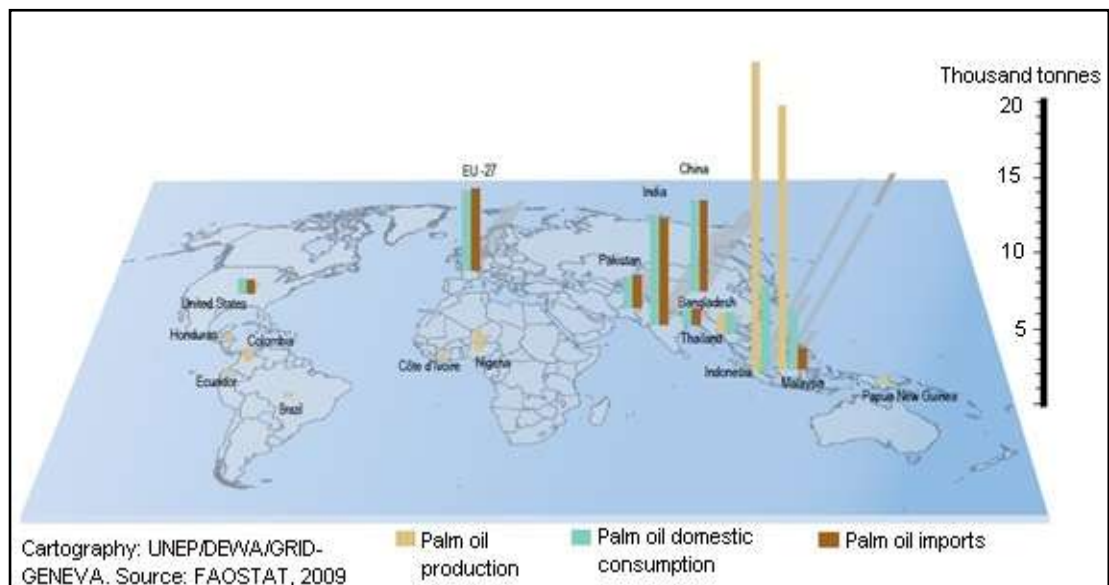 Thousand tonnes
20
15
10
5
EU -27
China
India
Pakistan
United States
Bangladesh
Honduras
Colombia
Thailand
Côte d'Ivoire
Nigeria
Ecuador
Indonesia
Malaysia
Papua New Guinea
Brazil
Cartography: UNEP/DEWA/GRID-
GENEVA. Source: FAOSTAT, 2009
Palm oil
production
Palm oil domestic
consumption
Palm oil imports